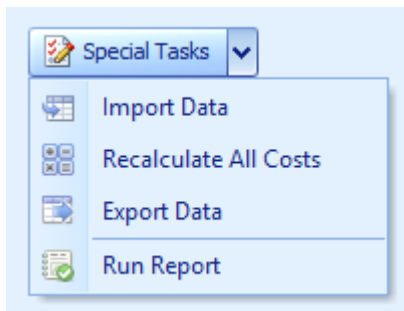 Special Tasks
Import Data
Recalculate All Costs
Export Data
Run Report